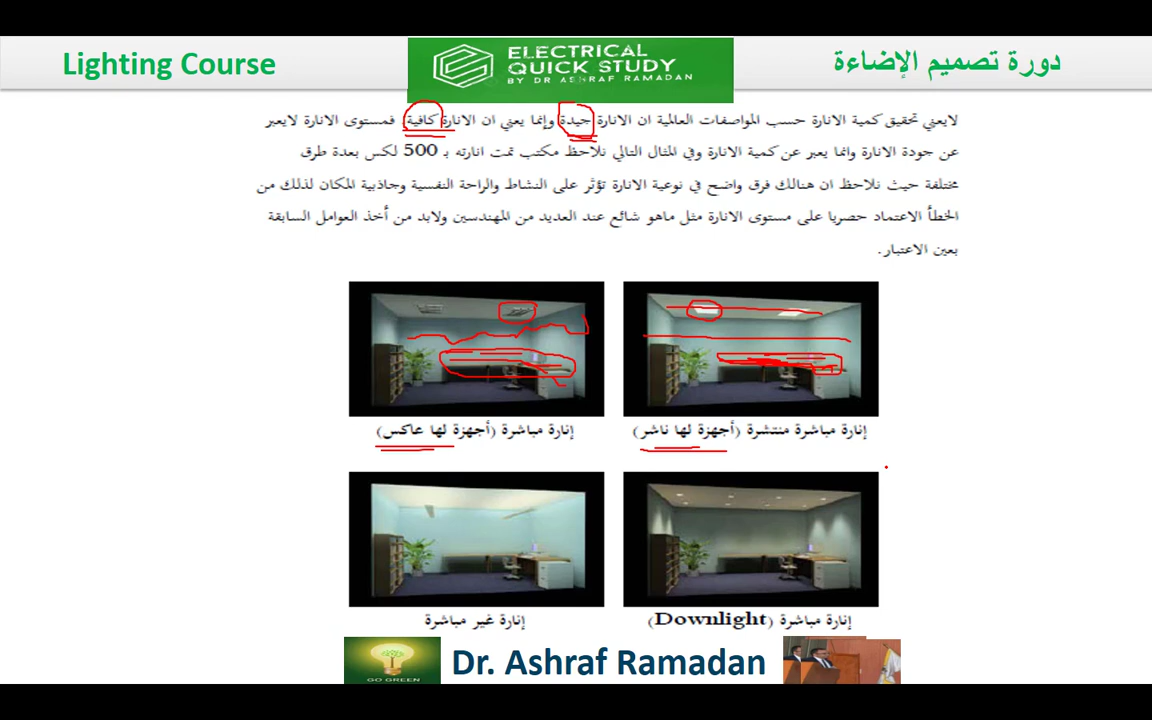 Lighting Course
ELECTRICAL
QUICK STUDY
BY DR ASHRAF RAMADAN
دورة تصميم الإضاءة
لايعني تحقيق كمية الانارة حسب المواصفات العالمية ان الانارة جيدة وإنما يعني ان الانارة كافية فمستوى الانارة لايعبر
عن جودة الانارة وانما يعبر عن كمية الانارة وفي المثال التالي نلاحظ مكتب تمت انارته بـ 500 لكس بعدة طرق
مختلفة حيث نلاحظ ان هنالك فرق واضح في نوعية الانارة تؤثر على النشاط والراحة النفسية وجاذبية المكان لذلك من
الخطأ الاعتماد حصريا على مستوى الانارة مثل ماهو شائع عند العديد من المهندسين ولابد من أخذ العوامل السابقة
بعين الاعتبار.
إنارة مباشرة منتشرة (أجهزة لها ناشر)
إنارة مباشرة (أجهزة لها عاكس)
إنارة مباشرة (Downlight)
إنارة غير مباشرة
GO GREEN
Dr. Ashraf Ramadan